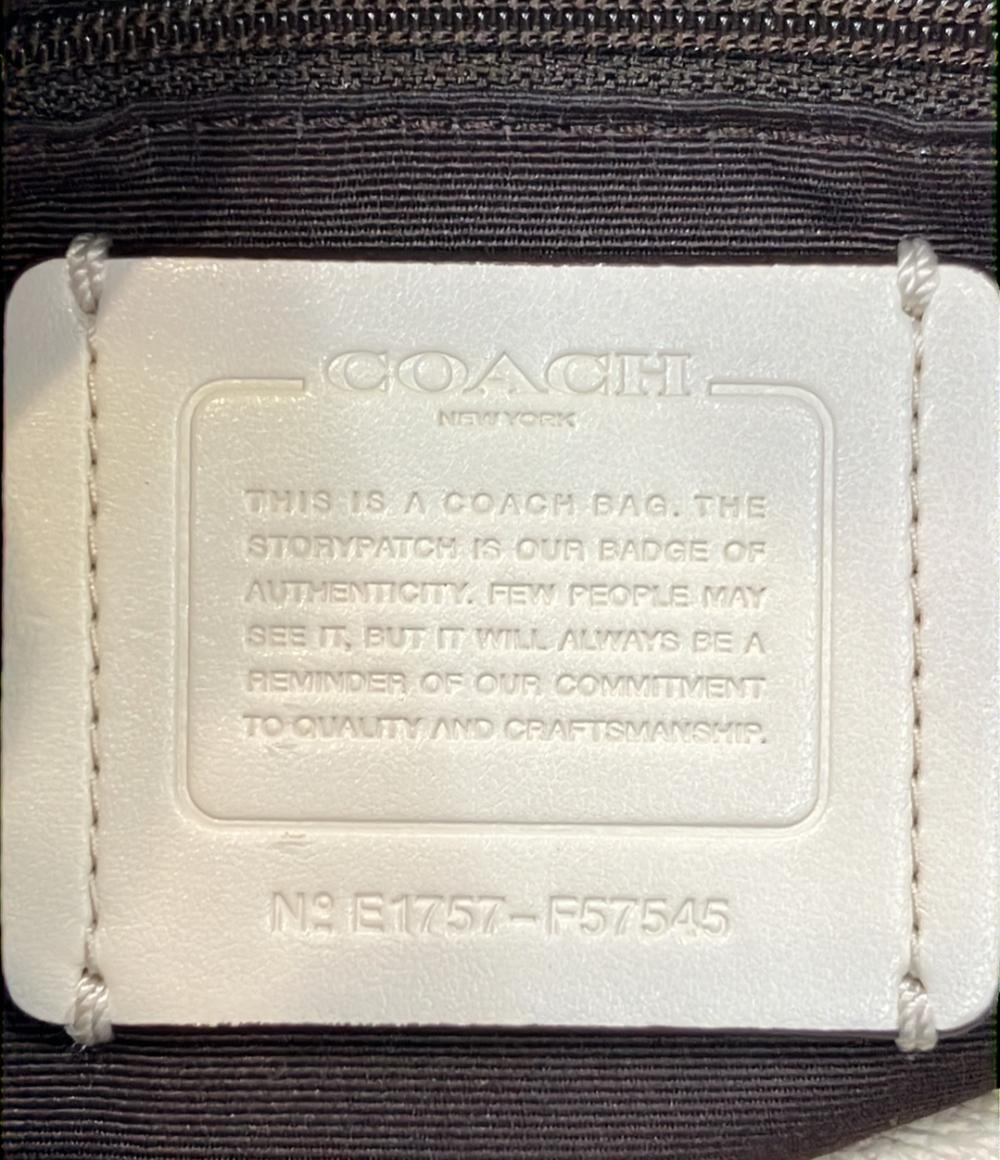 COACH
NEW YORK
THIS IS A COACH BAG. THE
STORYPATCH IS OUR BADGE OF
AUTHENTICITY. FEW PEOPLE MAY
SEE IT, BUT IT WILL ALWAYS BE A
REMINDER OF OUR COMMITMENT
TO QUALITY AND CRAFTSMANSHIP.
Nº E1757-F57545